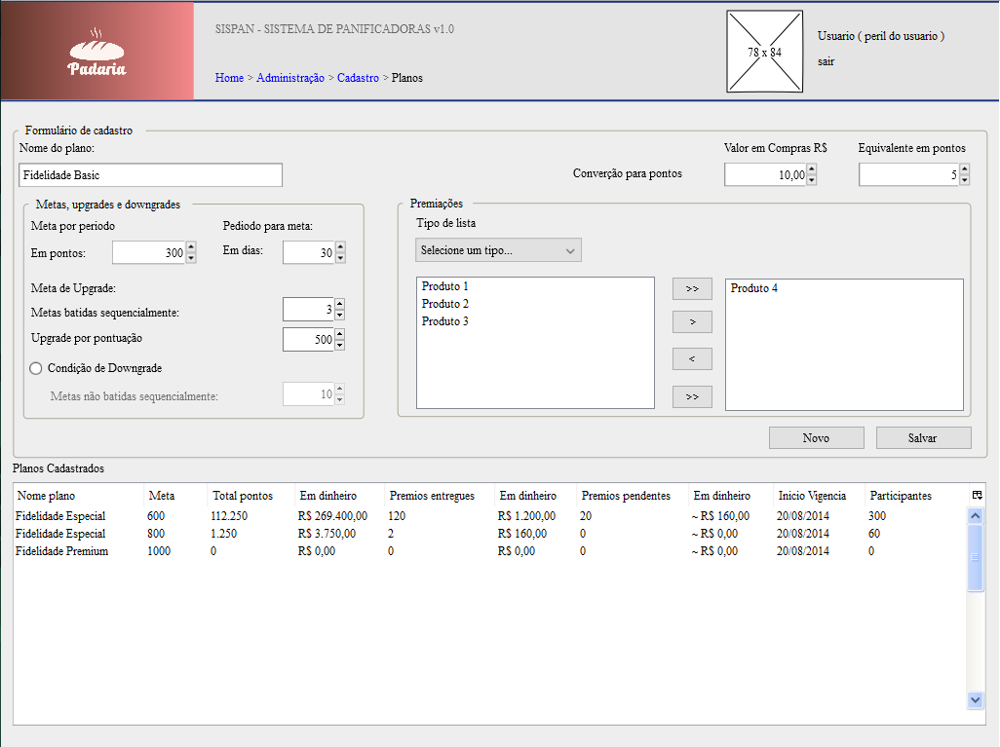 Padaria
SISPAN - SISTEMA DE PANIFICADORAS v1.0
Home > Administração > Cadastro > Planos
78 x 84
Usuario ( peril do usuario )
sair
Formulário de cadastro
Nome do plano:
Fidelidade Basic
Converção para pontos
Valor em Compras R$
10,00
Equivalente em pontos
5
Metas, upgrades e downgrades
Meta por periodo
Pediodo para meta:
Em pontos:
300
Em dias:
30
Meta de Upgrade:
Metas batidas sequencialmente:
3
Upgrade por pontuação
500
Condição de Downgrade
Metas não batidas sequencialmente:
10
Premiações
Tipo de lista
Selecione um tipo...
Produto 1
Produto 2
Produto 3
>>
>
<
>>
Produto 4
Novo
Salvar
Planos Cadastrados
Nome plano Meta Total pontos Em dinheiro Premios entregues Em dinheiro Premios pendentes Em dinheiro Inicio Vigencia Participantes
Fidelidade Especial 600 112.250 R$ 269.400,00 120 R$ 1.200,00 20 ~ R$ 160,00 20/08/2014 300
Fidelidade Especial 800 1.250 R$ 3.750,00 2 R$ 160,00 0 ~ R$ 0,00 20/08/2014 60
Fidelidade Premium 1000 0 R$ 0,00 0 R$ 0,00 0 ~ R$ 0,00 20/08/2014 0